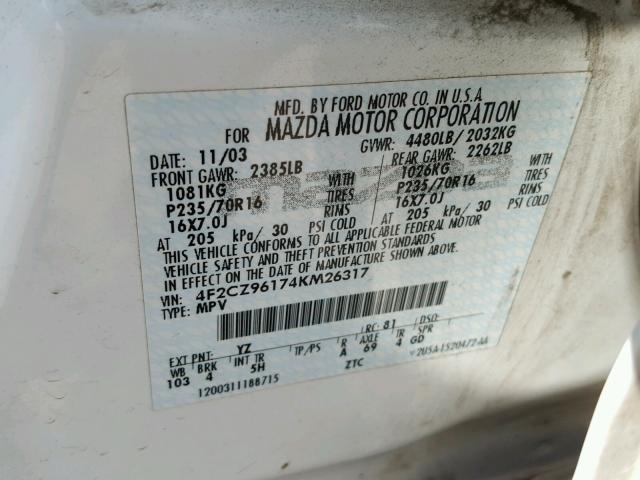 MFD. BY FORD MOTOR CO. IN U.S.A
FOR MAZDA MOTOR CORPORATION
DATE: 11/03 GVWR: 4480LB/ 2032KG
FRONT GAWR: 2385LB REAR GAWR: 2262LB
1081KG WITH 1026KG WITH
P235/70R16 TIRES P235/70R16 TIRES
16X7.0J RIMS 16X7.0J RIMS
AT 205 kPa/ 30 PSI COLD AT 205 kPa/ 30 PSI COLD
THIS VEHICLE CONFORMS TO ALL APPLICABLE FEDERAL MOTOR
VEHICLE SAFETY AND THEFT PREVENTION STANDARDS
IN EFFECT ON THE DATE OF MANUFACTURE SHOWN ABOVE.
VIN: 4F2CZ96174KM26317
TYPE: MPV
EXT PNT: YZ RC: 81 DSO:
WB BRK INT TR TP/PS R AXLE TR SPR
103 4 5H A 69 4 GD
1200311188715 ZTC